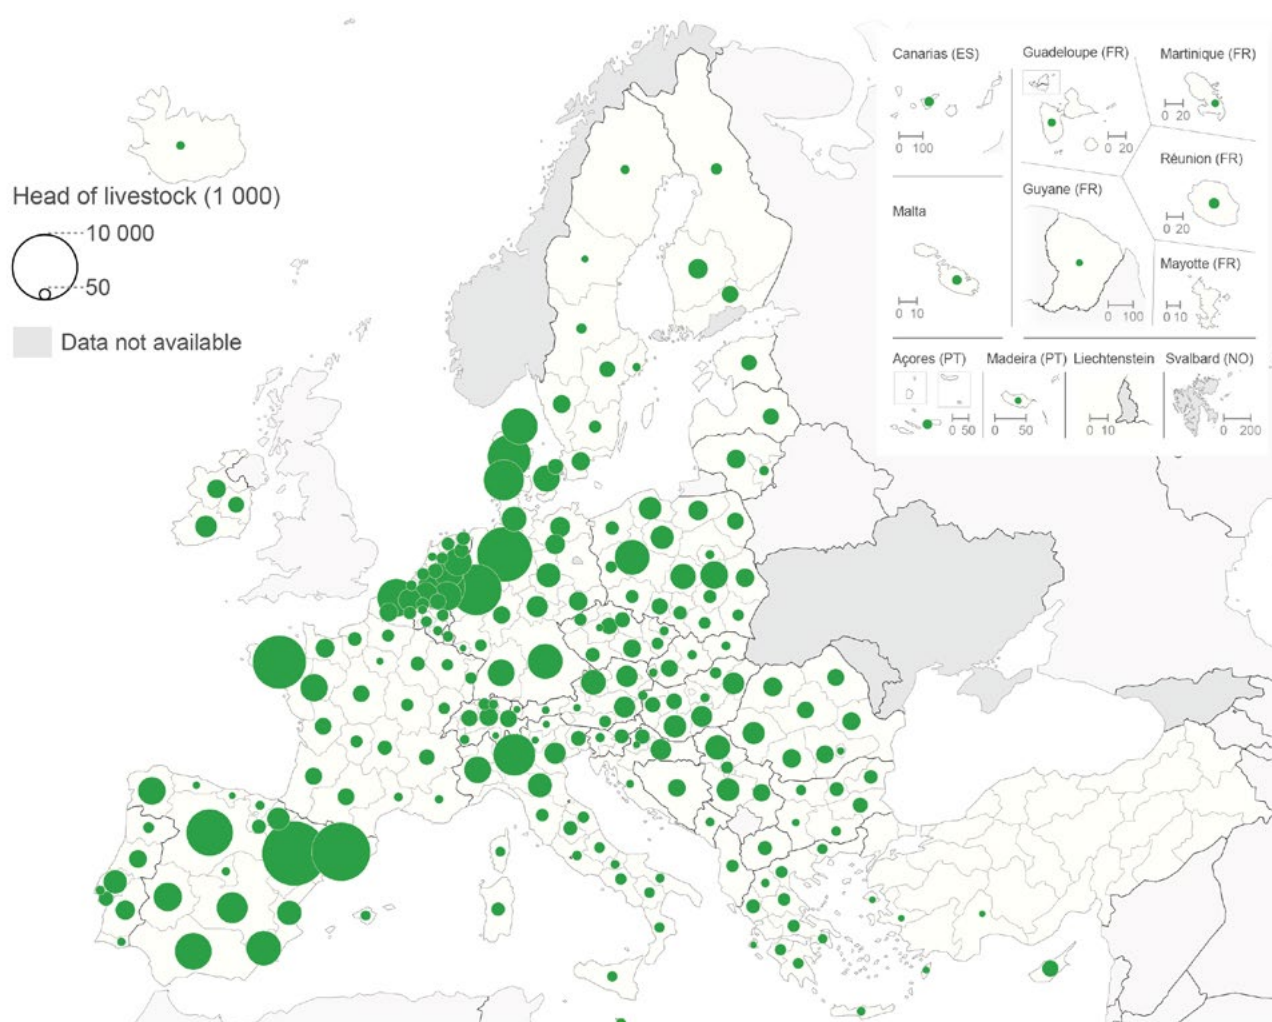 Head of livestock (1 000)
10 000
50
Data not available
Canarias (ES)
0 100
Guadeloupe (FR)
0 20
Martinique (FR)
0 20
Réunion (FR)
0 20
Malta
0 10
Guyane (FR)
0 100
Mayotte (FR)
0 10
Açores (PT)
0 50
Madeira (PT)
0 50
Liechtenstein
0 10
Svalbard (NO)
0 200